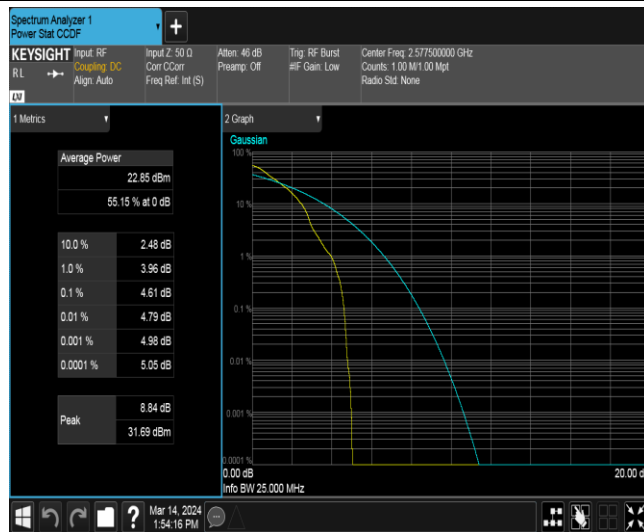 Spectrum Analyzer 1
Power Stat CCDF
+
KEYSIGHT
RL
LXI
Input: RF
Coupling: DC
Align: Auto
Input Z: 50 Ω
Corr CCorr
Freq Ref: Int (S)
Atten: 46 dB
Preamp: Off
Trig: RF Burst
#IF Gain: Low
Center Freq: 2.577500000 GHz
Counts: 1.00 M/1.00 Mpt
Radio Std: None
1 Metrics
Average Power
22.85 dBm
55.15 % at 0 dB
10.0 % 2.48 dB
1.0 % 3.96 dB
0.1 % 4.61 dB
0.01 % 4.79 dB
0.001 % 4.98 dB
0.0001 % 5.05 dB
Peak
8.84 dB
31.69 dBm
2 Graph
Gaussian
100 %
10 %
1 %
0.1 %
0.01 %
0.001 %
0.0001 %
0.00 dB
20.00 d
Info BW 25.000 MHz
?
Mar 14, 2024
1:54:16 PM